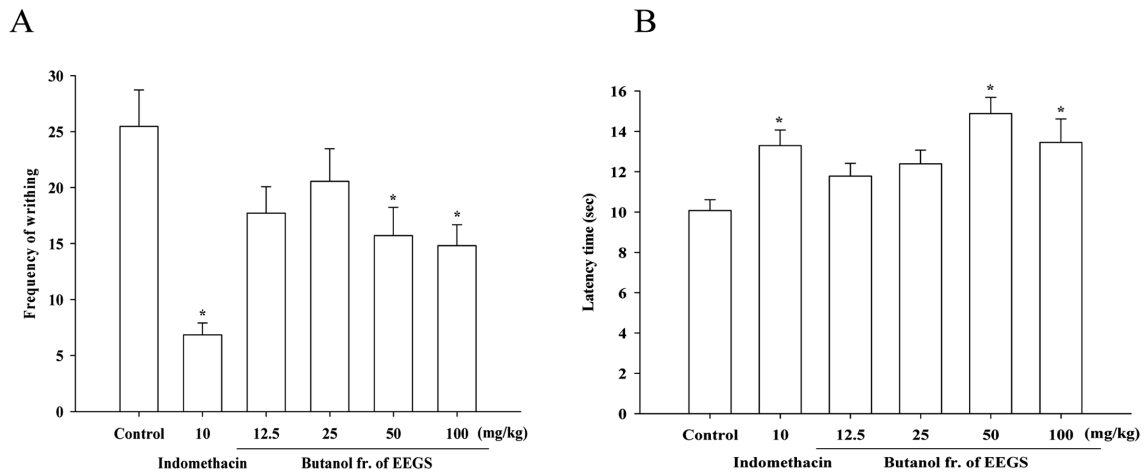 A
B
Frequency of writhing
30
25
20
15
10
5
0
*
*
*
Control 10 12.5 25 50 100 (mg/kg)
Indomethacin Butanol fr. of EEGS
Latency time (sec)
16
14
12
10
8
6
4
2
0
*
*
*
Control 10 12.5 25 50 100 (mg/kg)
Indomethacin Butanol fr. of EEGS